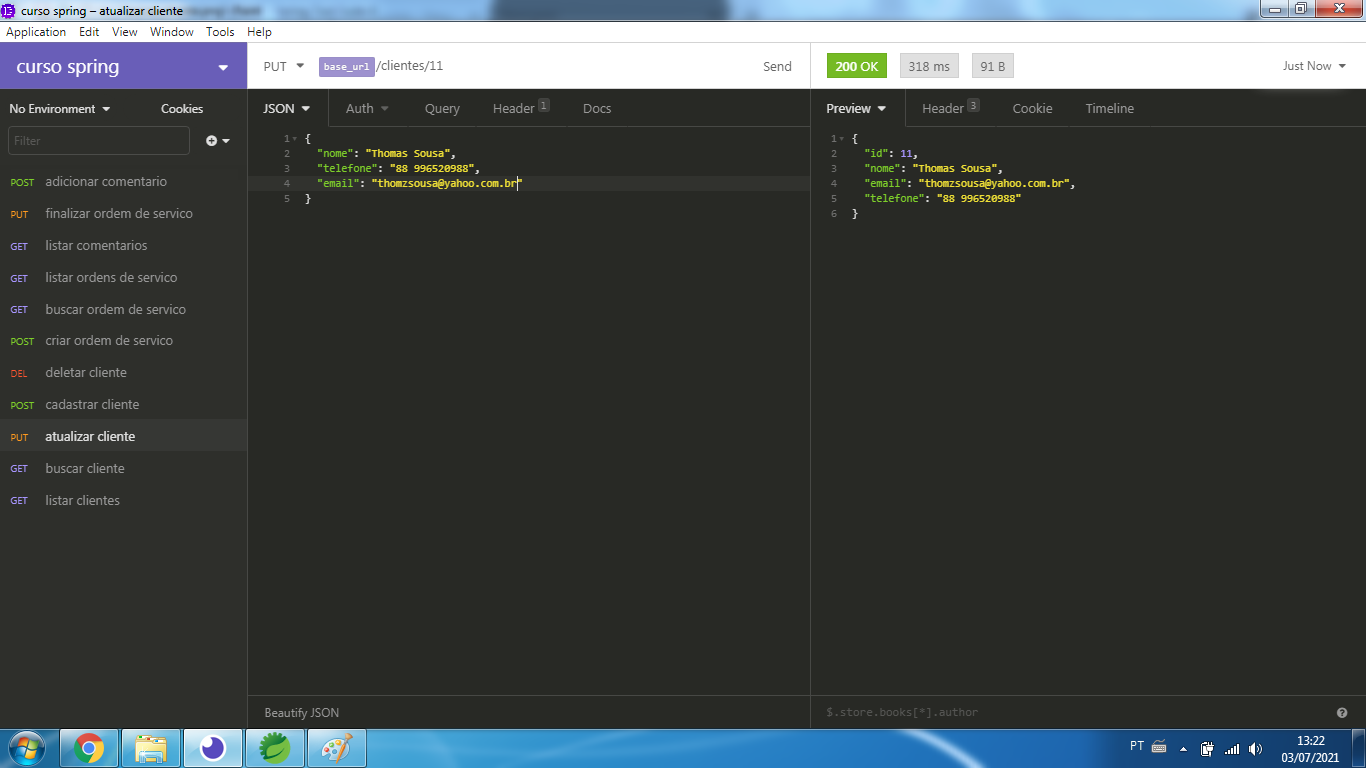 curso spring – atualizar cliente
Application Edit View Window Tools Help
curso spring
PUT base_url/clientes/11 Send
200 OK 318 ms 91 B Just Now
No Environment Cookies
JSON Auth Query Header 1 Docs
Preview Header 3 Cookie Timeline
Filter
POST adicionar comentario
PUT finalizar ordem de servico
GET listar comentarios
GET listar ordens de servico
GET buscar ordem de servico
POST criar ordem de servico
DEL deletar cliente
POST cadastrar cliente
PUT atualizar cliente
GET buscar cliente
GET listar clientes
1 {
2 "nome": "Thomas Sousa",
3 "telefone": "88 996520988",
4 "email": "thomzsousa@yahoo.com.br"
5 }
1 {
2 "id": 11,
3 "nome": "Thomas Sousa",
4 "email": "thomzsousa@yahoo.com.br",
5 "telefone": "88 996520988"
6 }
Beautify JSON
$.store.books[*].author
PT
13:22
03/07/2021